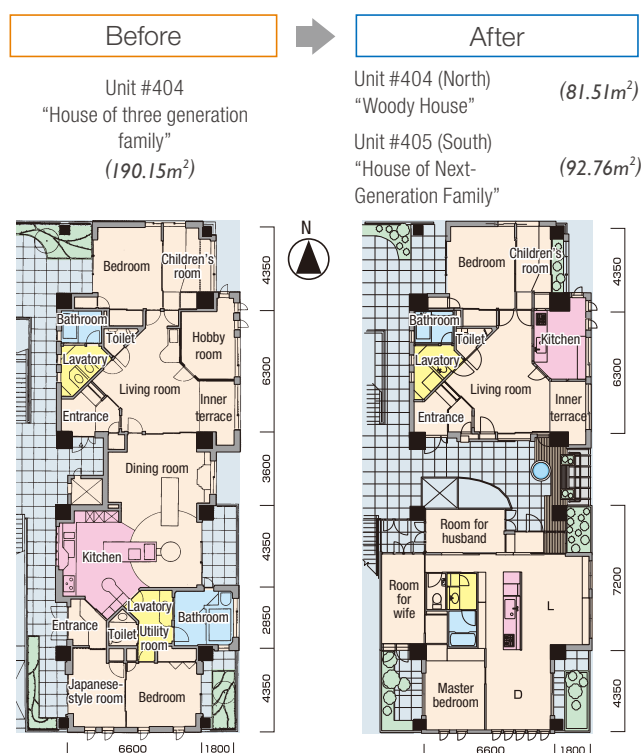 Before
After
Unit #404
“House of three generation
family”
(190.15m²)
Unit #404 (North)
“Woody House”
(81.51m²)
Unit #405 (South)
“House of Next-
Generation Family”
(92.76m²)
N
Bedroom
Children's
room
Bathroom
Toilet
Hobby
room
Lavatory
Living room
Inner
terrace
Entrance
Dining room
Kitchen
Lavatory
Bathroom
Entrance
Toilet
Utility
room
Japanese-
style room
Bedroom
4350
6300
3600
4350
2850
4350
6600
1800
Bedroom
Children's
room
Bathroom
Toilet
Kitchen
Lavatory
Living room
Inner
terrace
Entrance
Room for
husband
Room
for
wife
L
Master
bedroom
D
4350
6300
7200
4350
6600
1800